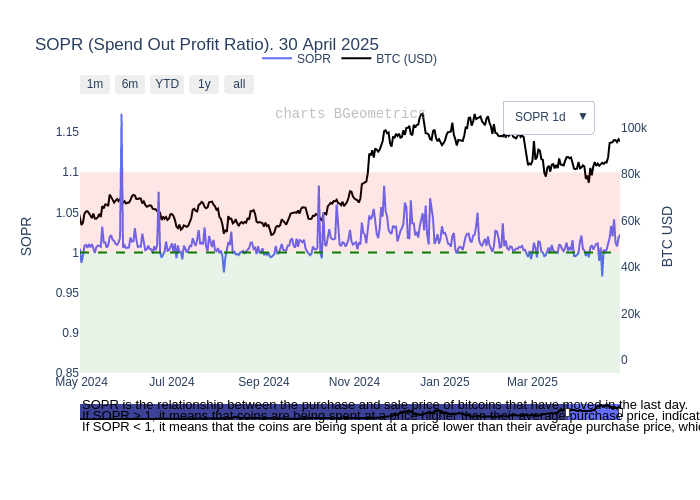 SOPR (Spend Out Profit Ratio). 30 April 2025
SOPR BTC (USD)
1m 6m YTD 1y all
charts BGeometrics
SOPR 1d ▼
1.15
1.1
1.05
1
0.95
0.9
0.85
SOPR
100k
80k
60k
40k
20k
0
BTC USD
May 2024 Jul 2024 Sep 2024 Nov 2024 Jan 2025 Mar 2025
SOPR is the relationship between the purchase and sale price of bitcoins that have moved in the last day.
If SOPR > 1, it means that coins are being spent at a price higher than their average purchase price, indicat
If SOPR < 1, it means that the coins are being spent at a price lower than their average purchase price, whi